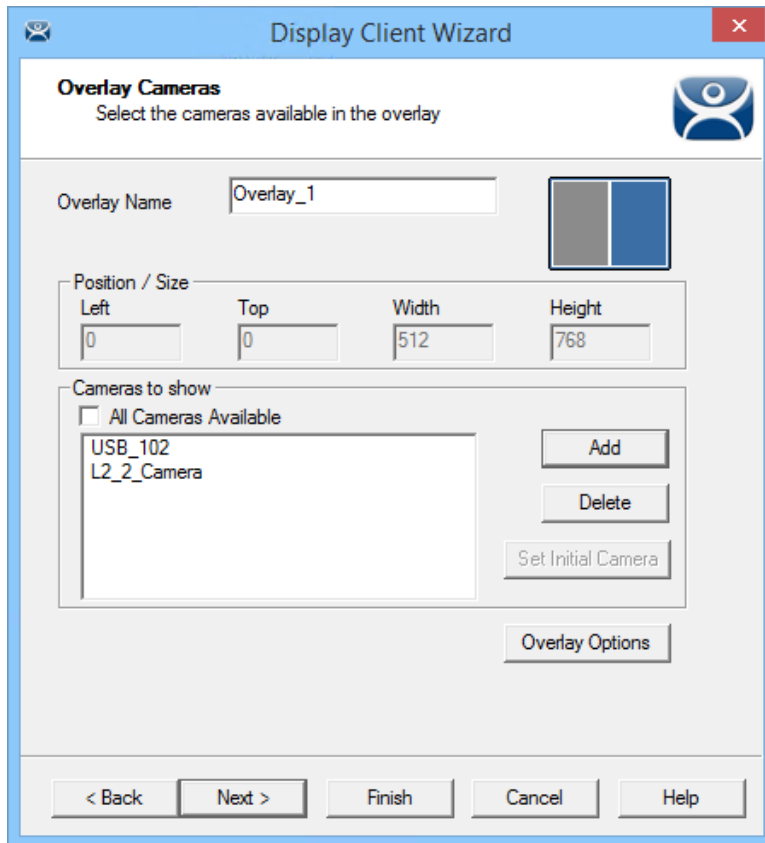 Display Client Wizard
Overlay Cameras
Select the cameras available in the overlay
Overlay Name
Overlay_1
Position / Size
Left Top Width Height
0 0 512 768
Cameras to show
All Cameras Available
USB_102
L2_2_Camera
Add
Delete
Set Initial Camera
Overlay Options
< Back Next > Finish Cancel Help